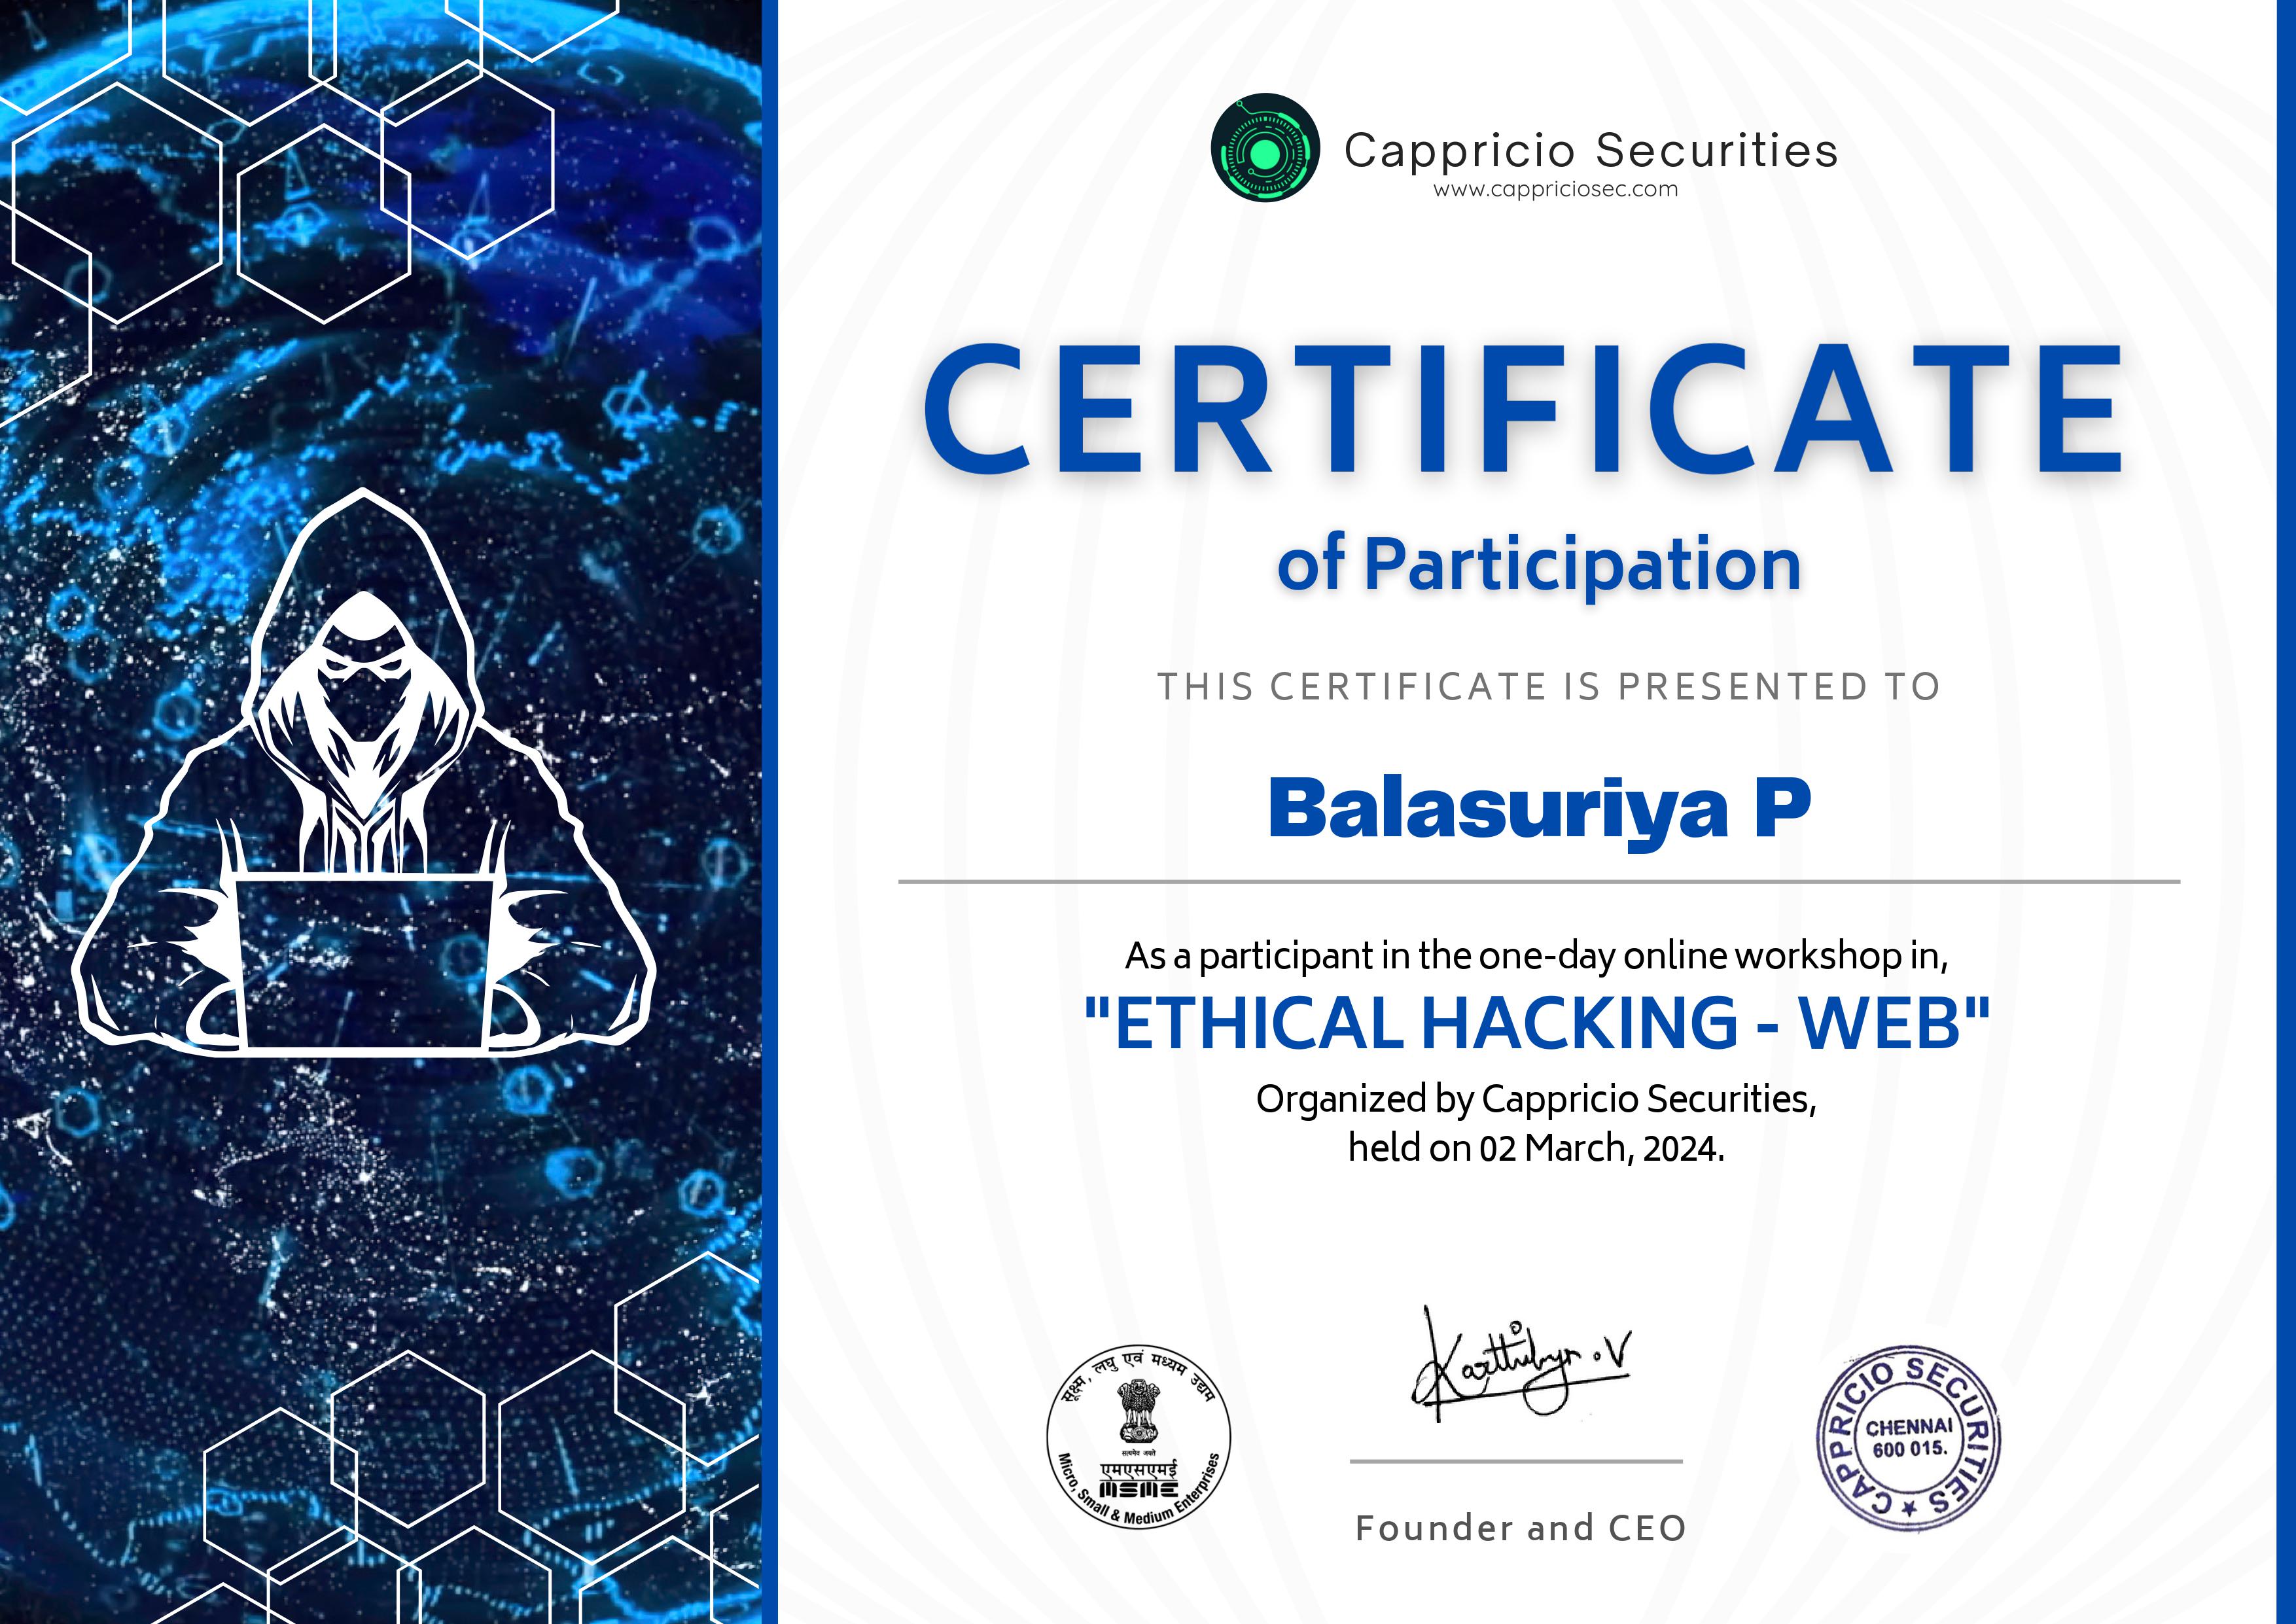 Cappricio Securities
www.cappriciosec.com
CERTIFICATE
of Participation
THIS CERTIFICATE IS PRESENTED TO
Balasuriya P
As a participant in the one-day online workshop in,
"ETHICAL HACKING - WEB"
Organized by Cappricio Securities,
held on 02 March, 2024.
सूक्ष्म, लघु एवं मध्यम उद्यम
सत्यमेव जयते
एमएसएमई
MSME
Micro, Small & Medium Enterprises
Founder and CEO
CAPPRICIO SECURITIES ★
CHENNAI
600 015.